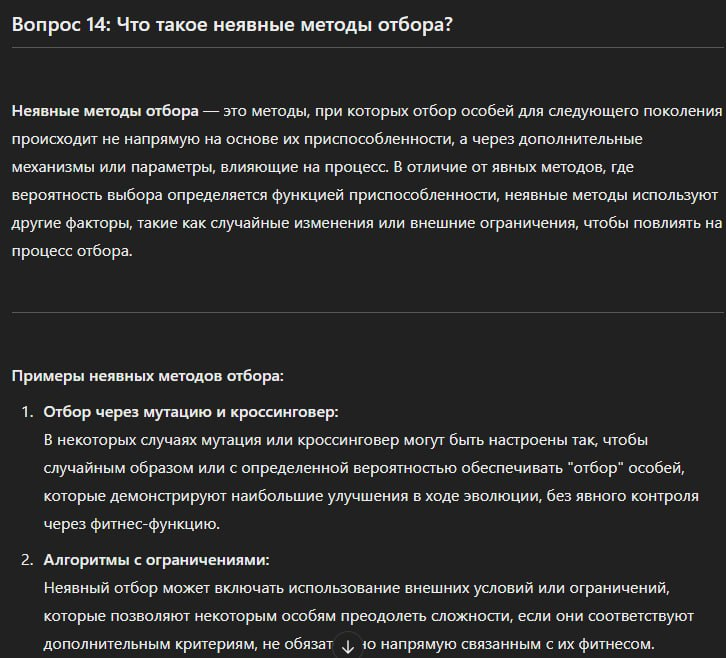 Вопрос 14: Что такое неявные методы отбора?
Неявные методы отбора — это методы, при которых отбор особей для следующего поколения
происходит не напрямую на основе их приспособленности, а через дополнительные
механизмы или параметры, влияющие на процесс. В отличие от явных методов, где
вероятность выбора определяется функцией приспособленности, неявные методы используют
другие факторы, такие как случайные изменения или внешние ограничения, чтобы повлиять на
процесс отбора.
Примеры неявных методов отбора:
1. Отбор через мутацию и кроссинговер:
В некоторых случаях мутация или кроссинговер могут быть настроены так, чтобы
случайным образом или с определенной вероятностью обеспечивать "отбор" особей,
которые демонстрируют наибольшие улучшения в ходе эволюции, без явного контроля
через фитнес-функцию.
2. Алгоритмы с ограничениями:
Неявный отбор может включать использование внешних условий или ограничений,
которые позволяют некоторым особям преодолеть сложности, если они соответствуют
дополнительным критериям, не напрямую связанным с их фитнесом.